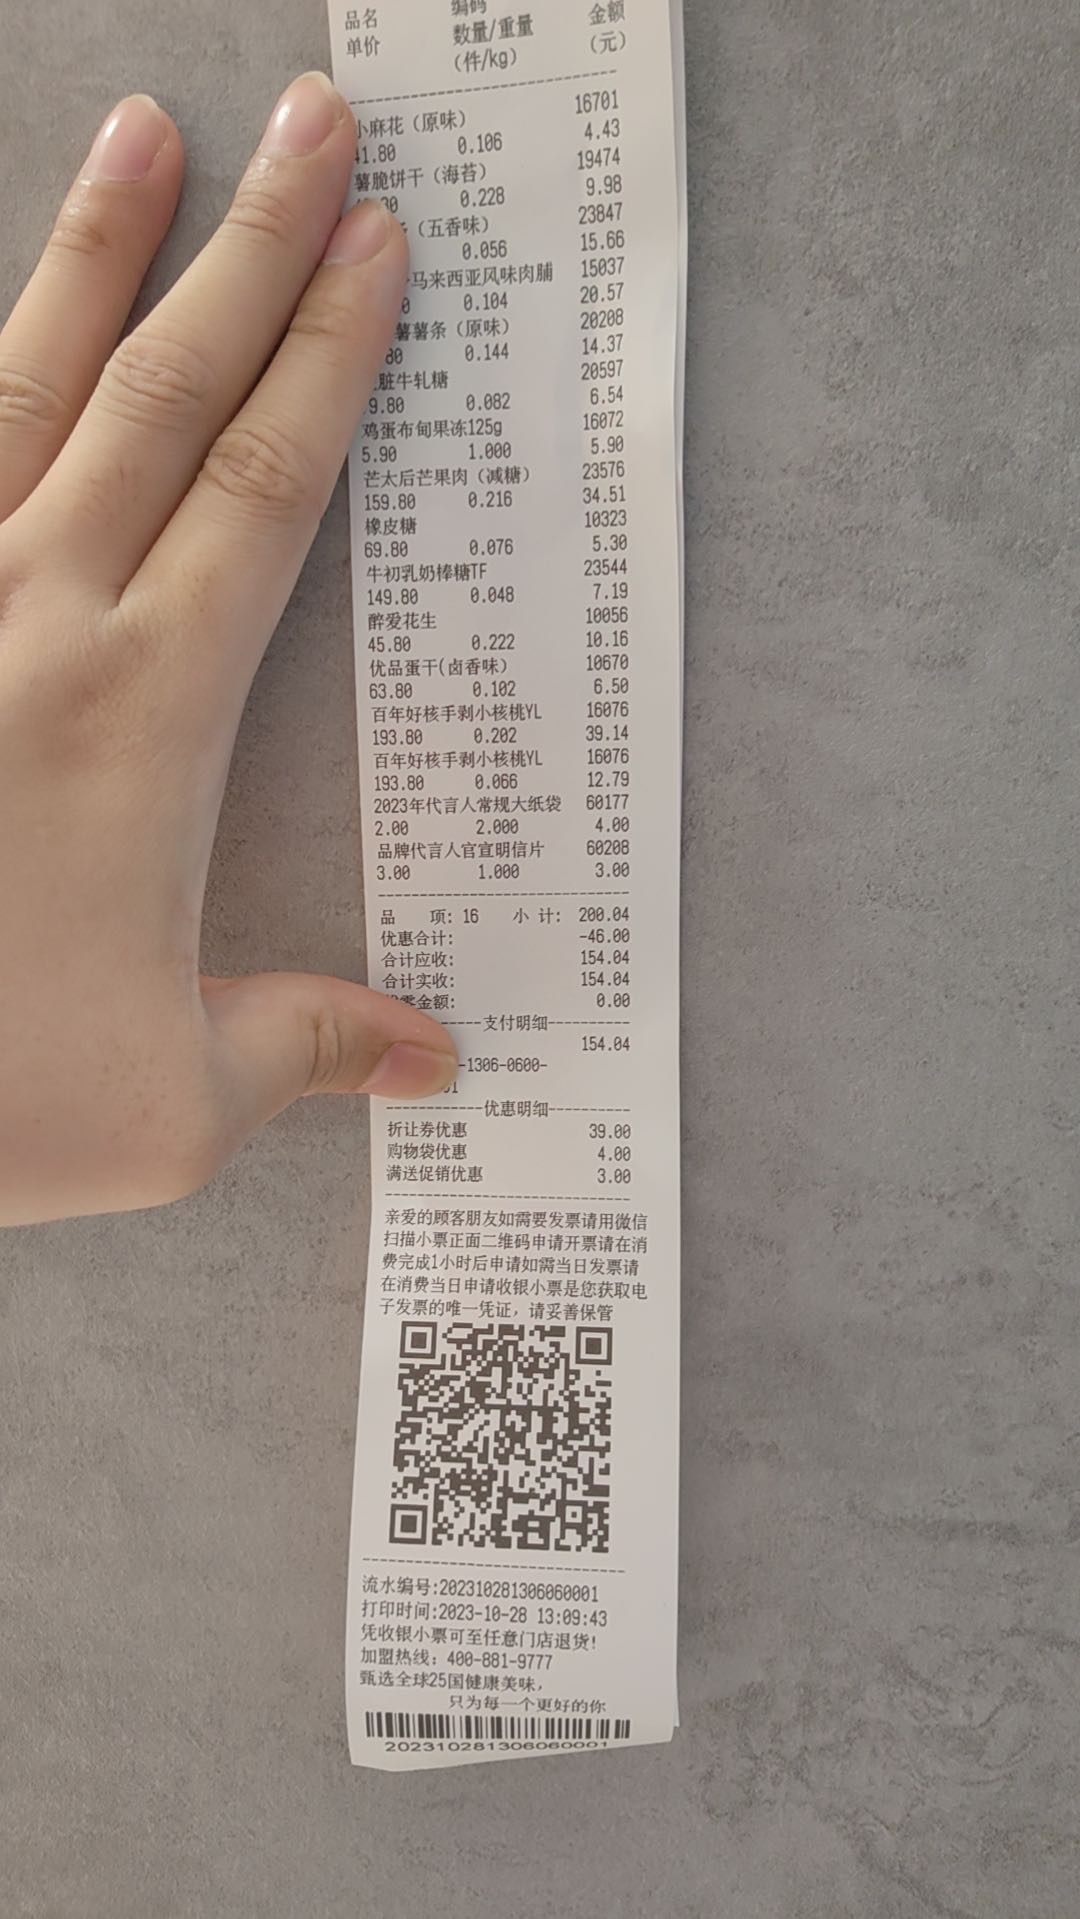 品名 编码 金额
单价 数量/重量 (元)
(件/kg)
小麻花(原味) 16701
41.80 0.106 4.43
薯脆饼干(海苔) 19474
0.228 9.98
(五香味) 23847
0.056 15.66
马来西亚风味肉脯 15037
0.104 20.57
薯薯条(原味) 20208
80 0.144 14.37
脏牛轧糖 20597
9.80 0.082 6.54
鸡蛋布甸果冻125g 16072
5.90 1.000 5.90
芒太后芒果肉(减糖) 23576
159.80 0.216 34.51
橡皮糖 10323
69.80 0.076 5.30
牛初乳奶棒糖TF 23544
149.80 0.048 7.19
醉爱花生 10056
45.80 0.222 10.16
优品蛋干(卤香味) 10670
63.80 0.102 6.50
百年好核手剥小核桃YL 16076
193.80 0.202 39.14
百年好核手剥小核桃YL 16076
193.80 0.066 12.79
2023年代言人常规大纸袋 60177
2.00 2.000 4.00
品牌代言人官宣明信片 60208
3.00 1.000 3.00
品 项: 16 小 计: 200.04
优惠合计: -46.00
合计应收: 154.04
合计实收: 154.04
零金额: 0.00
支付明细
154.04
-1306-0600-
优惠明细
折让券优惠 39.00
购物袋优惠 4.00
满送促销优惠 3.00
亲爱的顾客朋友如需要发票请用微信
扫描小票正面二维码申请开票请在消
费完成1小时后申请如需当日发票请
在消费当日申请收银小票是您获取电
子发票的唯一凭证, 请妥善保管
流水编号:202310281306060001
打印时间:2023-10-28 13:09:43
凭收银小票可至任意门店退货!
加盟热线: 400-881-9777
甄选全球25国健康美味,
只为每一个更好的你
202310281306060001